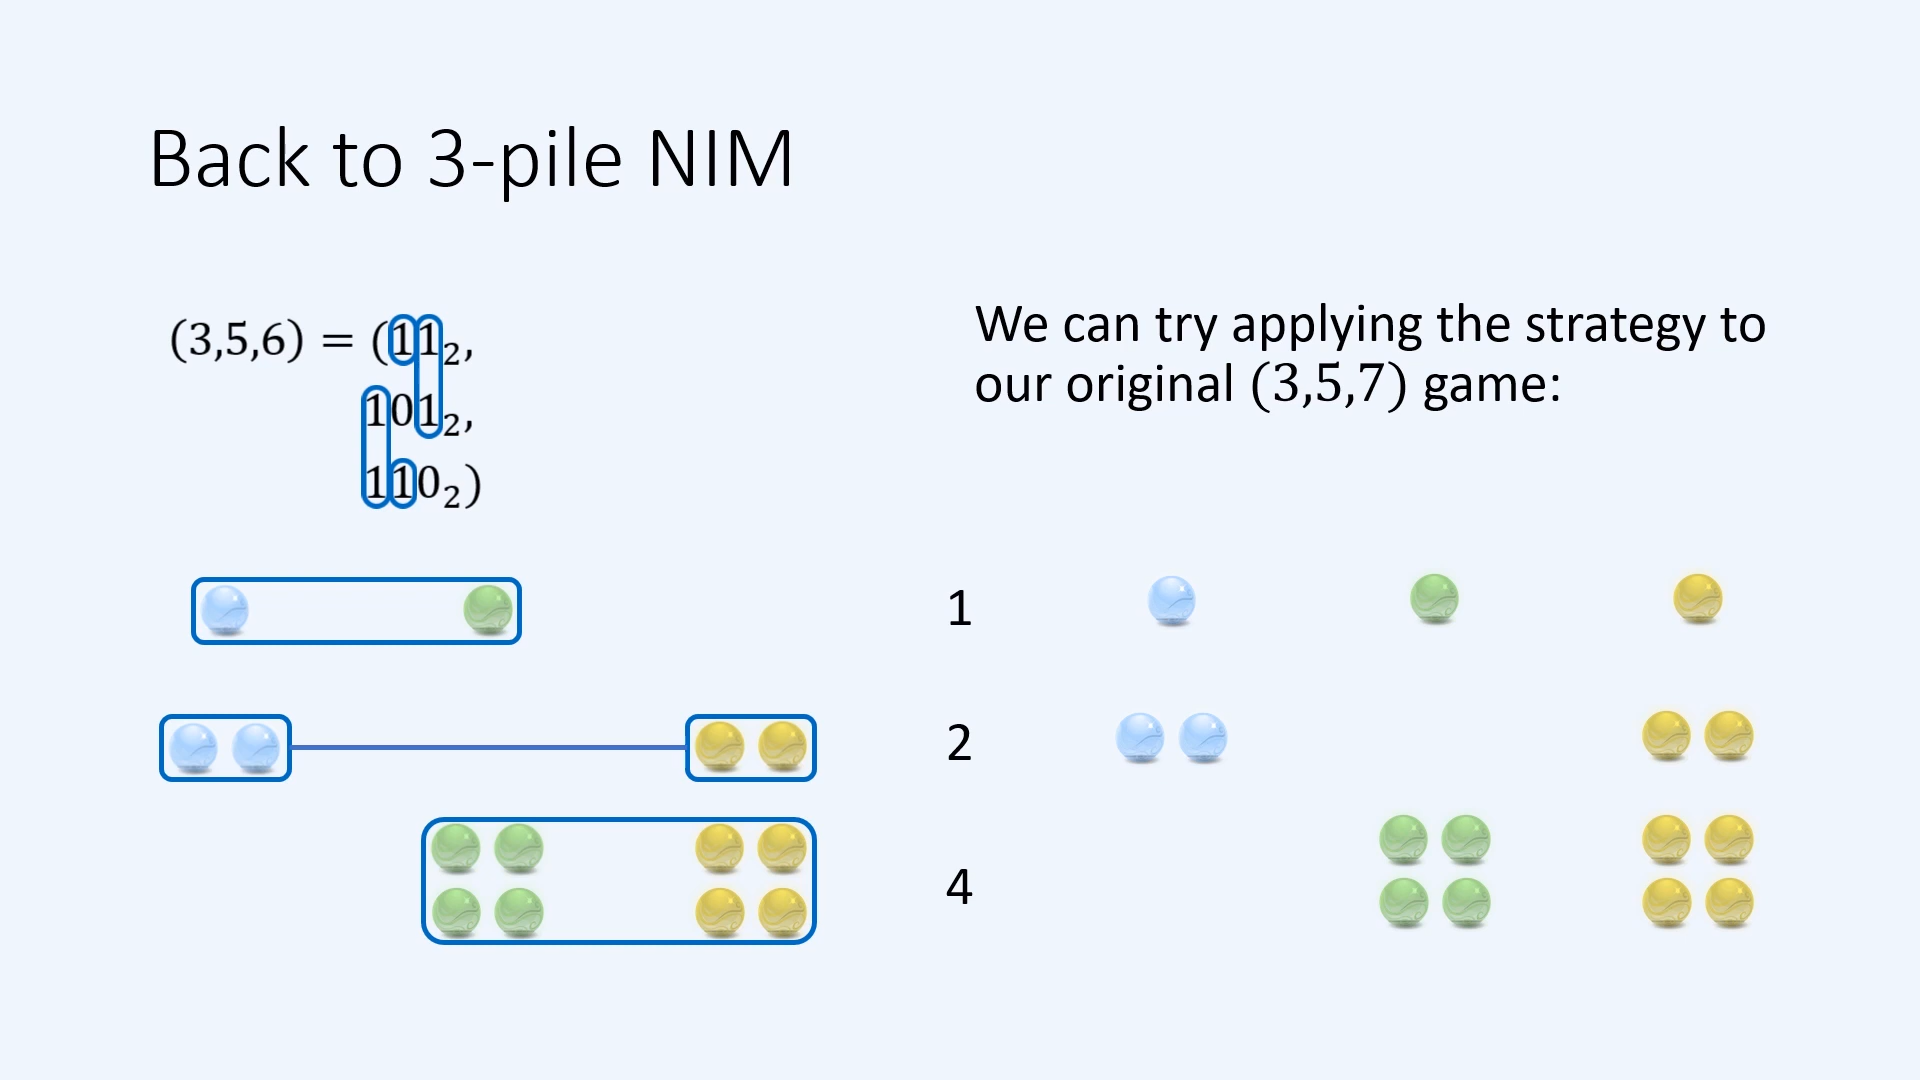 Back to 3-pile NIM
(3,5,6) = (11₂,
101₂,
110₂)
We can try applying the strategy to
our original (3,5,7) game:
1
2
4